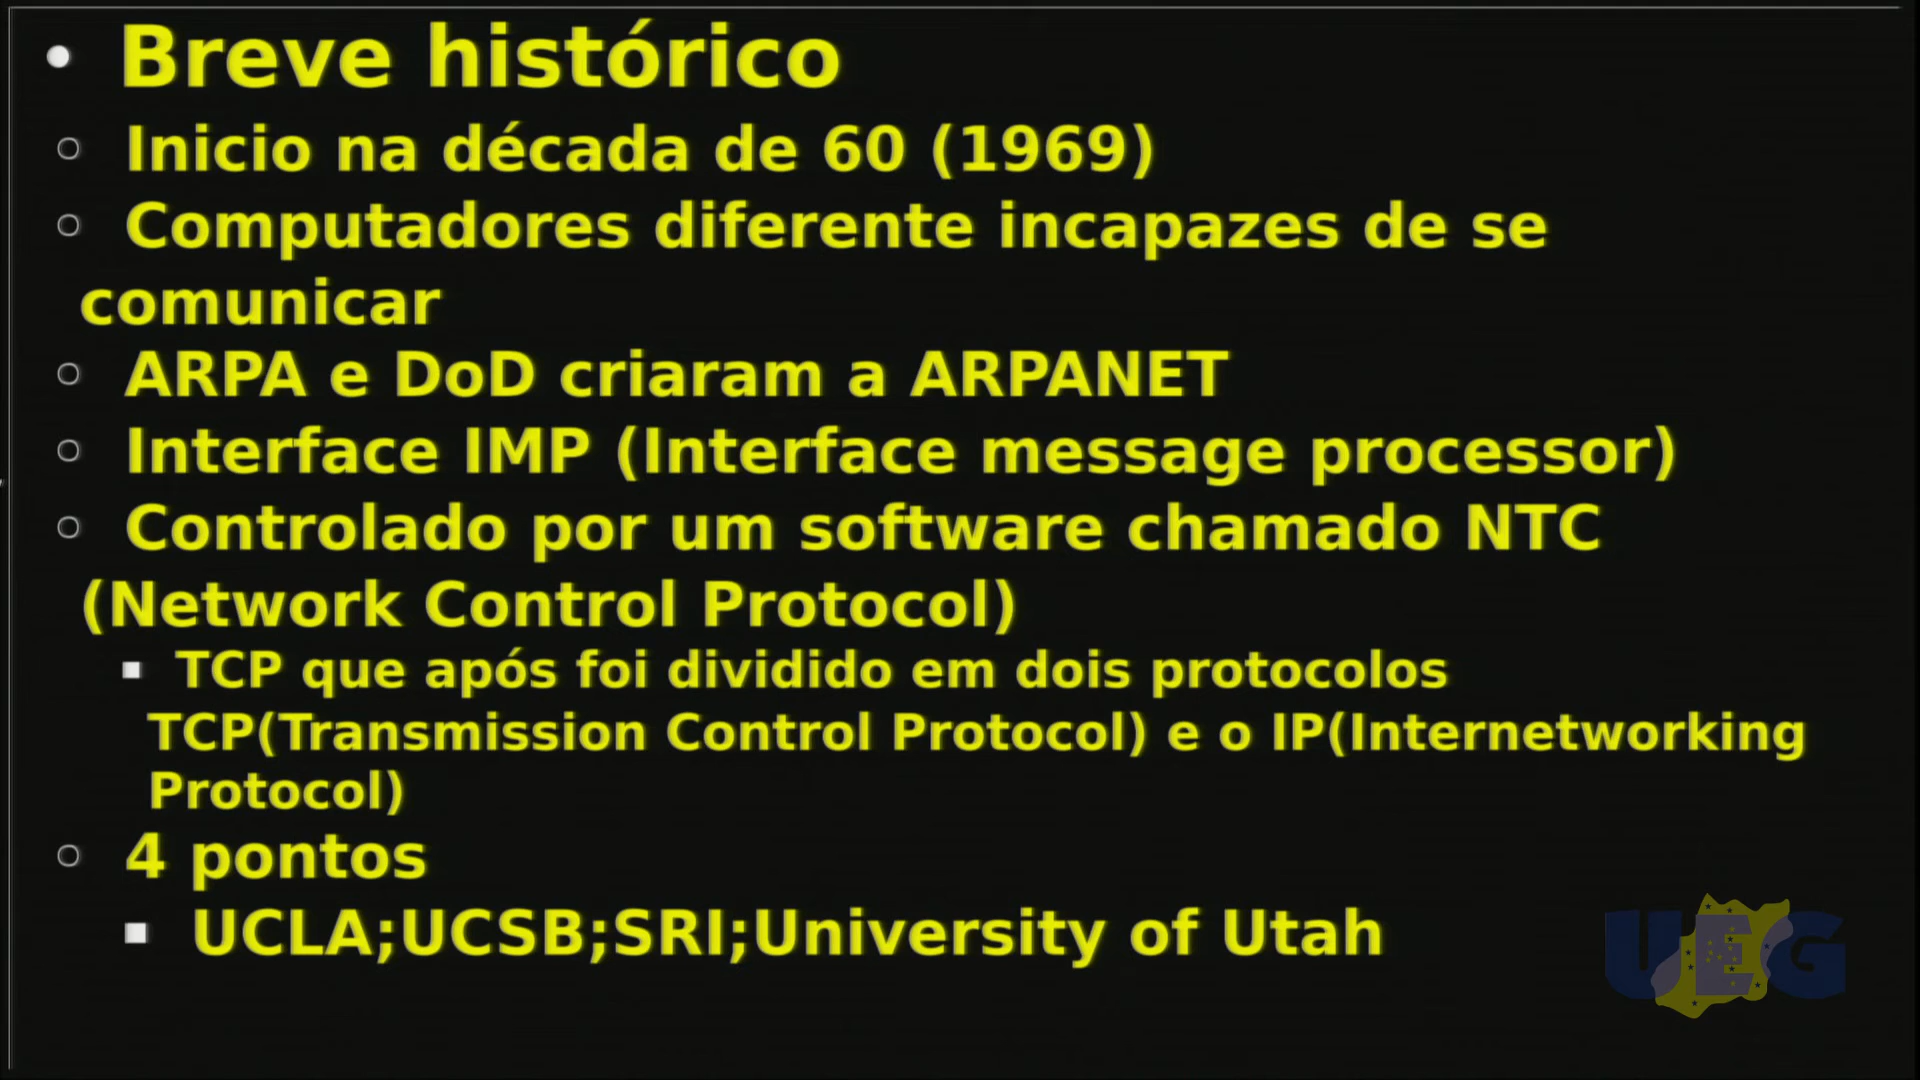 • Breve histórico
○ Inicio na década de 60 (1969)
○ Computadores diferente incapazes de se
comunicar
○ ARPA e DoD criaram a ARPANET
○ Interface IMP (Interface message processor)
○ Controlado por um software chamado NTC
(Network Control Protocol)
▪ TCP que após foi dividido em dois protocolos
TCP(Transmission Control Protocol) e o IP(Internetworking
Protocol)
○ 4 pontos
▪ UCLA;UCSB;SRI;University of Utah
UEG